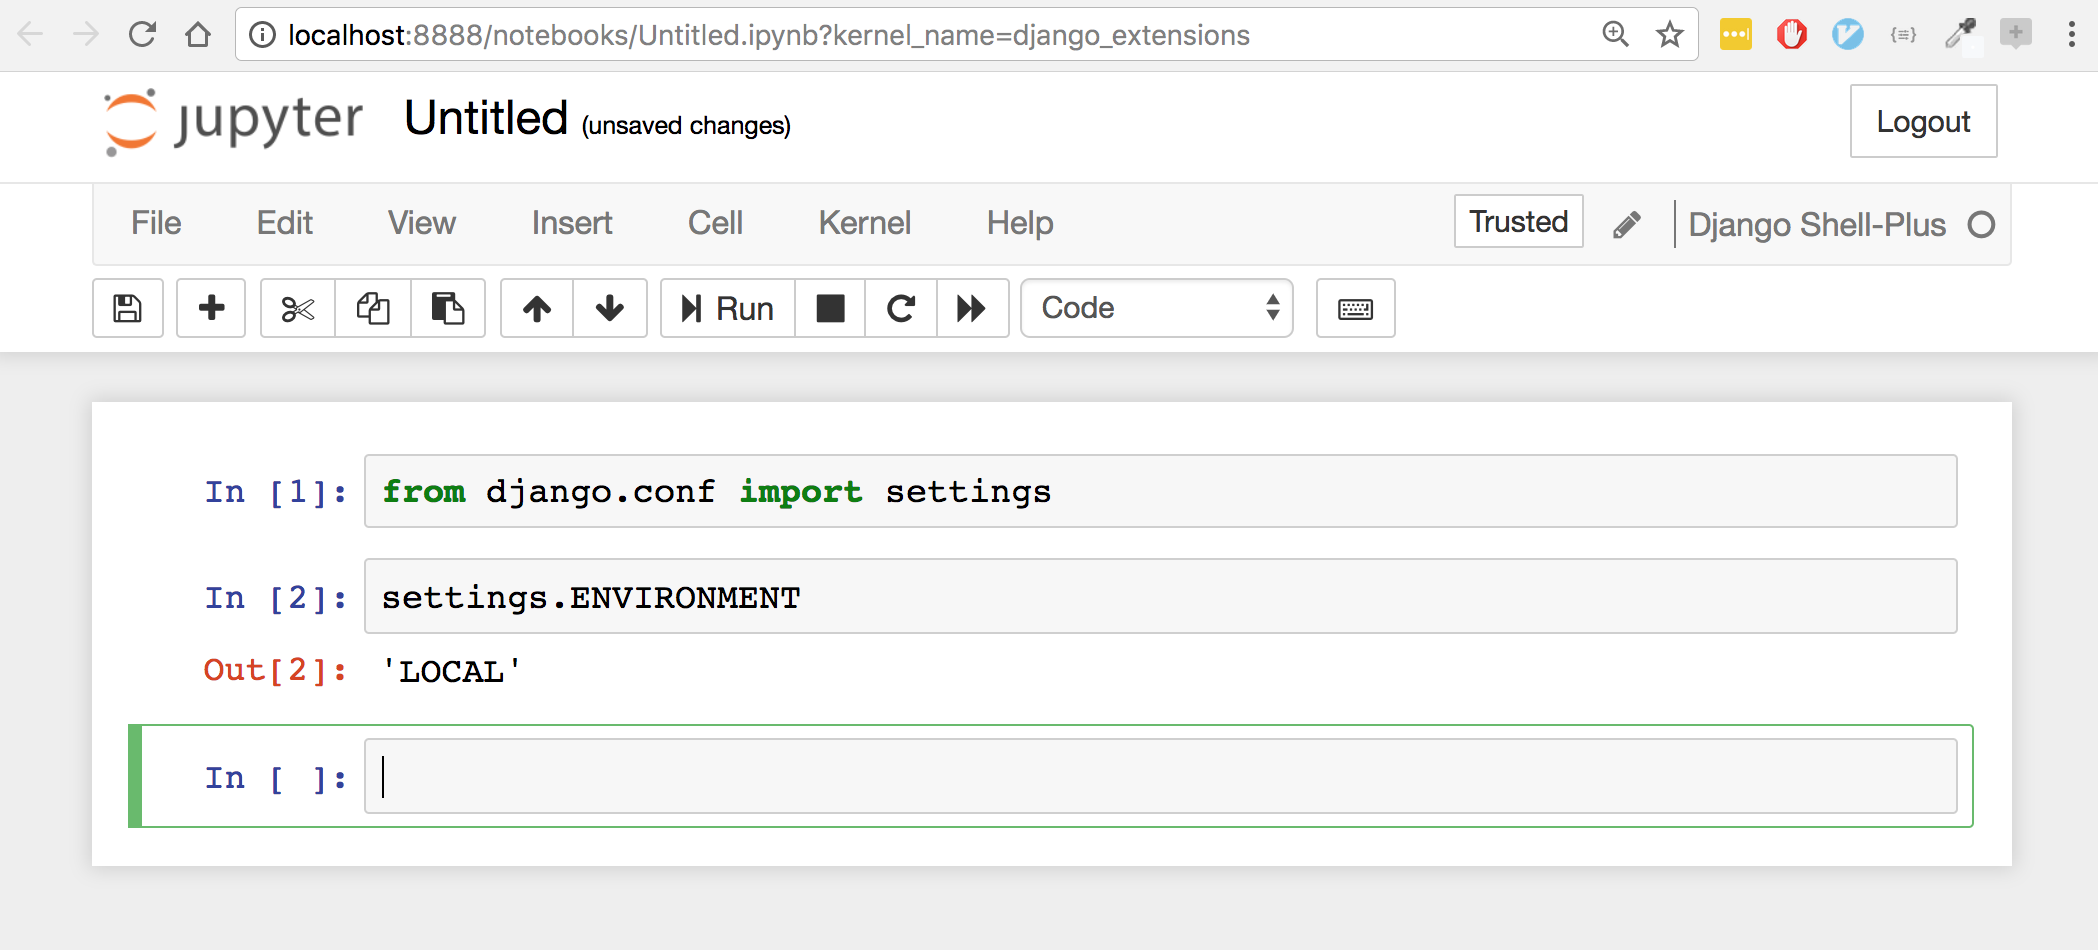 localhost:8888/notebooks/Untitled.ipynb?kernel_name=django_extensions
jupyter Untitled (unsaved changes) Logout
File Edit View Insert Cell Kernel Help Trusted Django Shell-Plus
Run Code
In [1]: from django.conf import settings
In [2]: settings.ENVIRONMENT
Out[2]: 'LOCAL'
In [ ]: